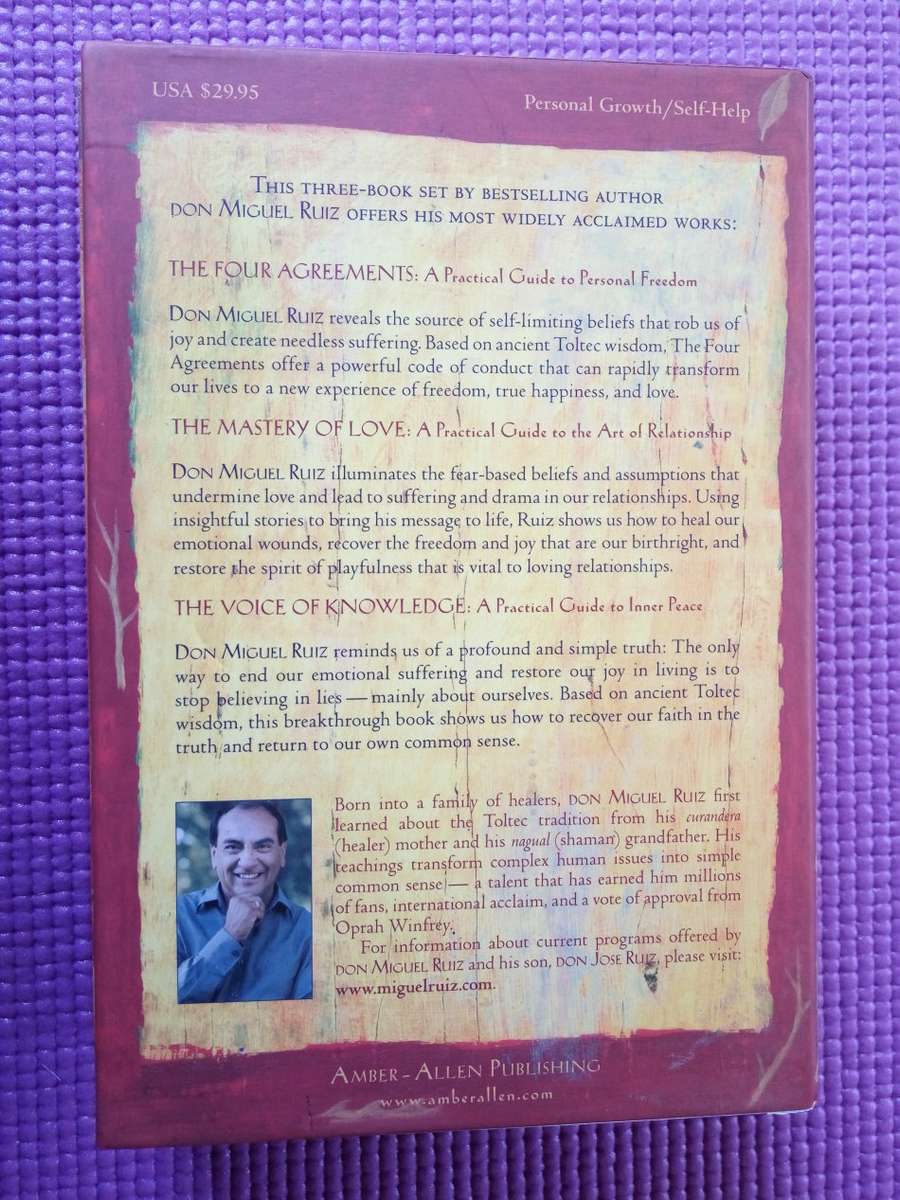 USA $29.95
Personal Growth/Self-Help
This three-book set by bestselling author
don Miguel Ruiz offers his most widely acclaimed works:
THE FOUR AGREEMENTS: A Practical Guide to Personal Freedom
Don Miguel Ruiz reveals the source of self-limiting beliefs that rob us of
joy and create needless suffering. Based on ancient Toltec wisdom, The Four
Agreements offer a powerful code of conduct that can rapidly transform
our lives to a new experience of freedom, true happiness, and love.
THE MASTERY OF LOVE: A Practical Guide to the Art of Relationship
Don Miguel Ruiz illuminates the fear-based beliefs and assumptions that
undermine love and lead to suffering and drama in our relationships. Using
insightful stories to bring his message to life, Ruiz shows us how to heal our
emotional wounds, recover the freedom and joy that are our birthright, and
restore the spirit of playfulness that is vital to loving relationships.
THE VOICE OF KNOWLEDGE: A Practical Guide to Inner Peace
Don Miguel Ruiz reminds us of a profound and simple truth: The only
way to end our emotional suffering and restore our joy in living is to
stop believing in lies — mainly about ourselves. Based on ancient Toltec
wisdom, this breakthrough book shows us how to recover our faith in the
truth and return to our own common sense.
Born into a family of healers, don Miguel Ruiz first
learned about the Toltec tradition from his curandera
(healer) mother and his nagual (shaman) grandfather. His
teachings transform complex human issues into simple
common sense — a talent that has earned him millions
of fans, international acclaim, and a vote of approval from
Oprah Winfrey.
For information about current programs offered by
don Miguel Ruiz and his son, don Jose Ruiz, please visit:
www.miguelruiz.com.
Amber-Allen Publishing
www.amberallen.com